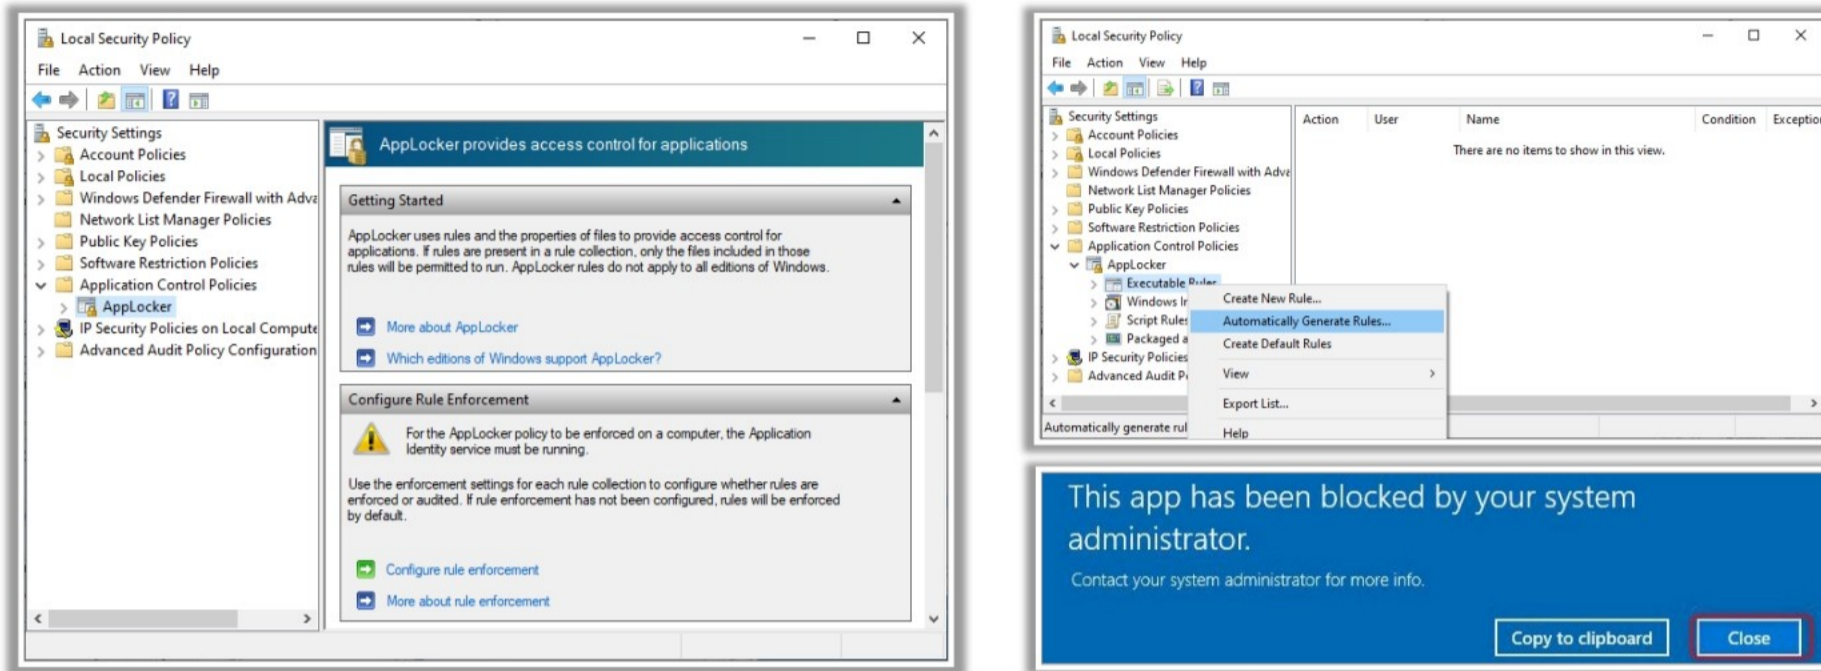 Local Security Policy
File Action View Help
Security Settings
Account Policies
Local Policies
Windows Defender Firewall with Adva
Network List Manager Policies
Public Key Policies
Software Restriction Policies
Application Control Policies
AppLocker
IP Security Policies on Local Compute
Advanced Audit Policy Configuration
AppLocker provides access control for applications
Getting Started
AppLocker uses rules and the properties of files to provide access control for
applications. If rules are present in a rule collection, only the files included in those
rules will be permitted to run. AppLocker rules do not apply to all editions of Windows.
More about AppLocker
Which editions of Windows support AppLocker?
Configure Rule Enforcement
For the AppLocker policy to be enforced on a computer, the Application
Identity service must be running.
Use the enforcement settings for each rule collection to configure whether rules are
enforced or audited. If rule enforcement has not been configured, rules will be enforced
by default.
Configure rule enforcement
More about rule enforcement
Local Security Policy
File Action View Help
Security Settings
Account Policies
Local Policies
Windows Defender Firewall with Adva
Network List Manager Policies
Public Key Policies
Software Restriction Policies
Application Control Policies
AppLocker
Executable Rules
Windows In
Script Rules
Packaged a
IP Security Policies
Advanced Audit P
Automatically generate rul
Action User Name Condition Exception
There are no items to show in this view.
Create New Rule...
Automatically Generate Rules...
Create Default Rules
View
Export List...
Help
This app has been blocked by your system
administrator.
Contact your system administrator for more info.
Copy to clipboard Close